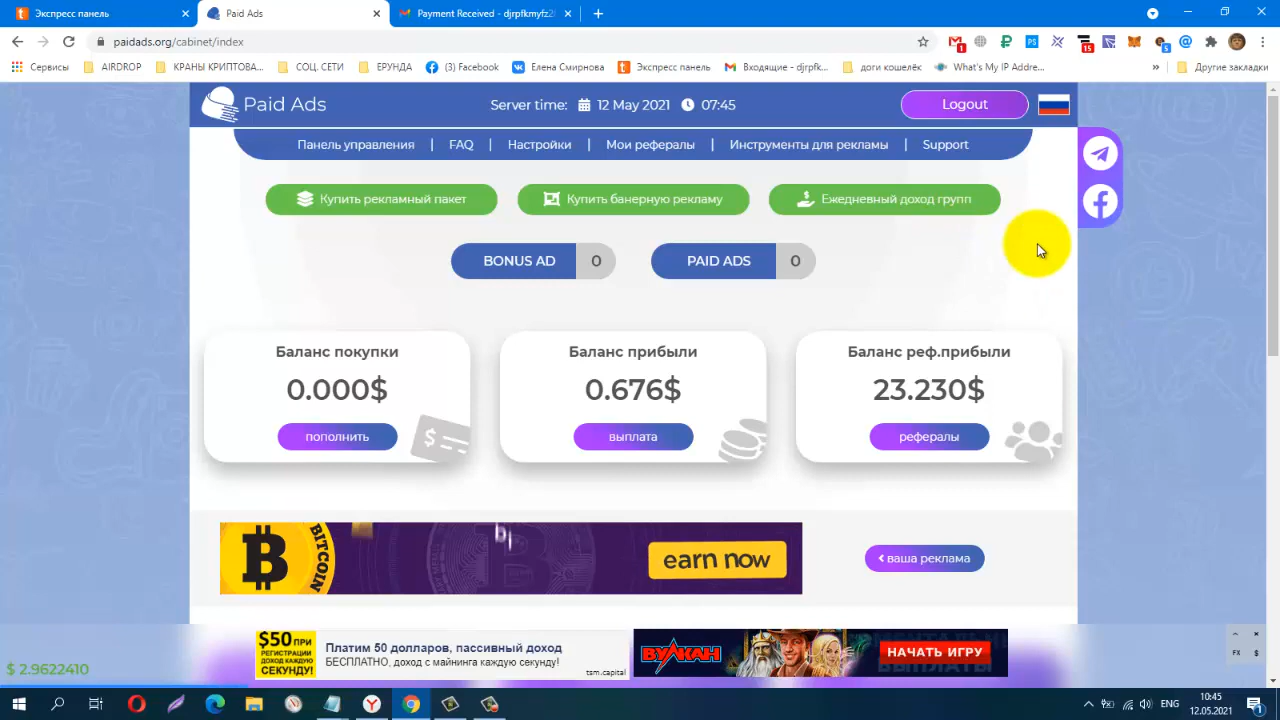 Экспресс панель
Paid Ads
Payment Received - djrpfkmyfz2
paidads.org/cabinet/index
Сервисы
AIRDROP
КРАНЫ КРИПТОВА...
СОЦ. СЕТИ
ЕРУНДА
(3) Facebook
Елена Смирнова
Экспресс панель
Входящие - djrpfk...
доги кошелёк
What's My IP Addre...
»
Другие закладки
Paid Ads
Server time: 12 May 2021 07:45
Logout
Панель управления | FAQ | Настройки | Мои рефералы | Инструменты для рекламы | Support
Купить рекламный пакет
Купить банерную рекламу
Ежедневный доход групп
BONUS AD 0
PAID ADS 0
Баланс покупки
0.000$
пополнить
Баланс прибыли
0.676$
выплата
Баланс реф.прибыли
23.230$
рефералы
BITCOIN
earn now
ваша реклама
$50 ПРИ
РЕГИСТРАЦИИ
ДОХОД КАЖДУЮ
СЕКУНДУ!
Платим 50 долларов, пассивный доход
БЕСПЛАТНО, доход с майнинга каждую секунду!
tsm.capital
ВУЛКАН
НАЧАТЬ ИГРУ
$ 2.9622410
FX $
ENG
10:45
12.05.2021